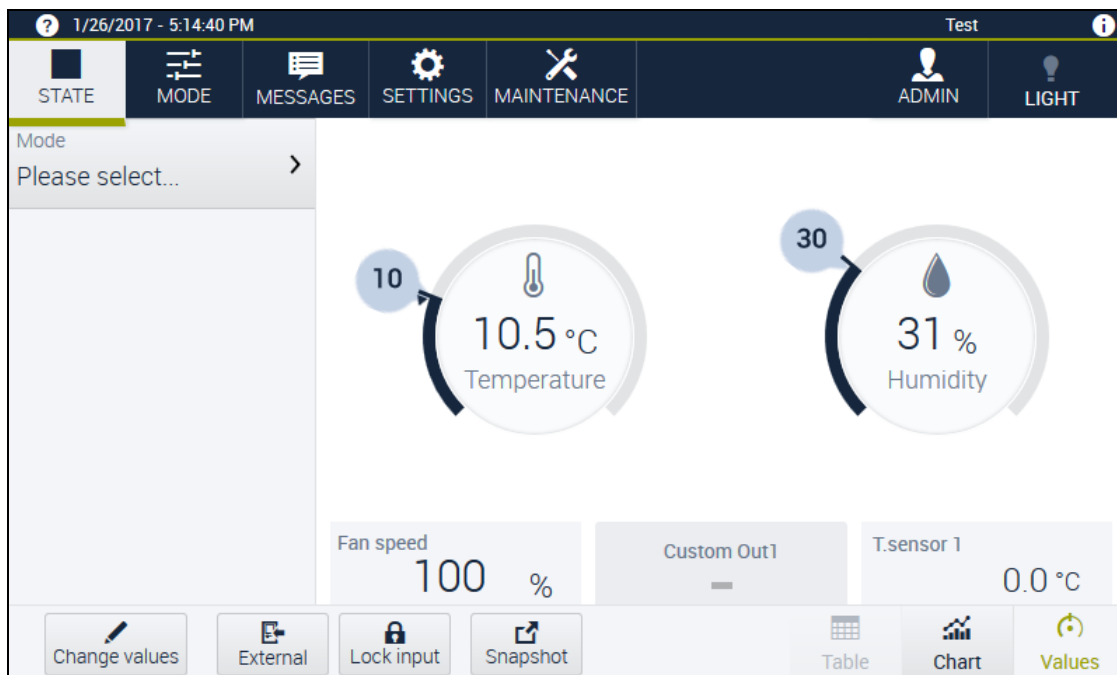 ? 1/26/2017 - 5:14:40 PM Test i
STATE MODE MESSAGES SETTINGS MAINTENANCE ADMIN LIGHT
Mode
Please select...
10
10.5 °C
Temperature
30
31 %
Humidity
Fan speed
100 %
Custom Out1
–
T.sensor 1
0.0 °C
Change values External Lock input Snapshot Table Chart Values